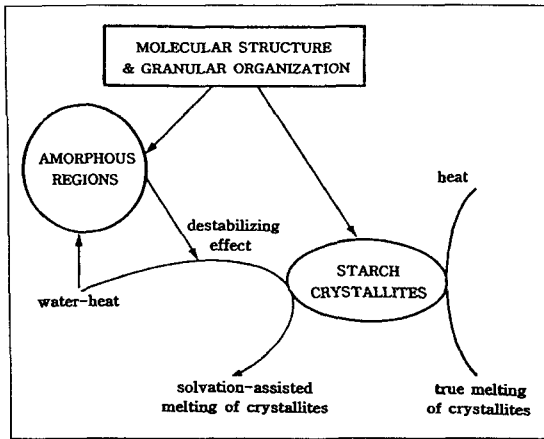 MOLECULAR STRUCTURE
& GRANULAR ORGANIZATION
AMORPHOUS
REGIONS
heat
destabilizing
effect
STARCH
CRYSTALLITES
water-heat
solvation-assisted
melting of crystallites
true melting
of crystallites